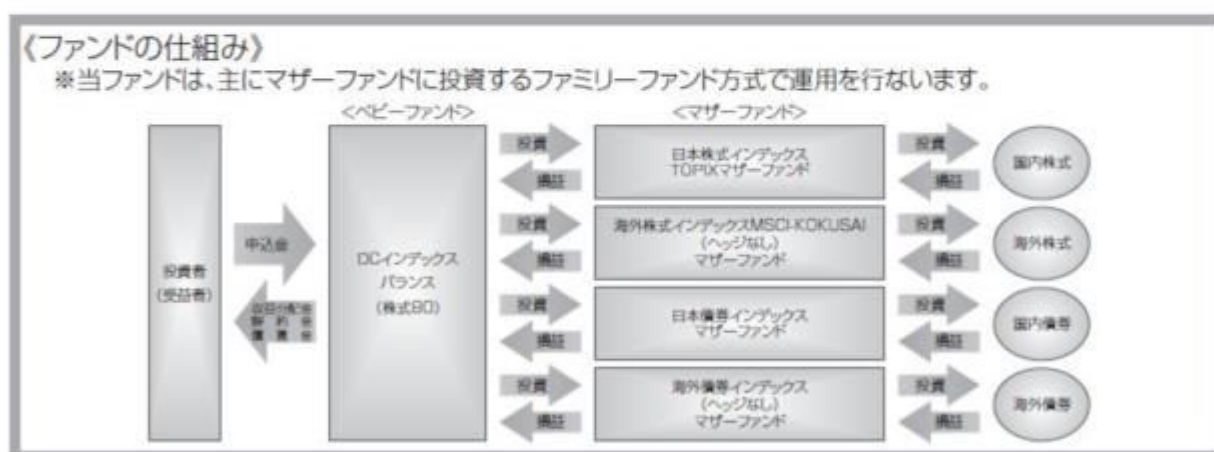 《ファンドの仕組み》
※当ファンドは、主にマザーファンドに投資するファミリーファンド方式で運用を行ないます。
<ベビーファンド>
<マザーファンド>
投資者
(受益者)
申込金
収益分配金
解約金
償還金
DCインデックス
バランス
(株式80)
投資
損益
日本株式インデックス
TOPIXマザーファンド
投資
損益
国内株式
投資
損益
海外株式インデックスMSCI-KOKUSAI
(ヘッジなし)
マザーファンド
投資
損益
海外株式
投資
損益
日本債券インデックス
マザーファンド
投資
損益
国内債券
投資
損益
海外債券インデックス
(ヘッジなし)
マザーファンド
投資
損益
海外債券